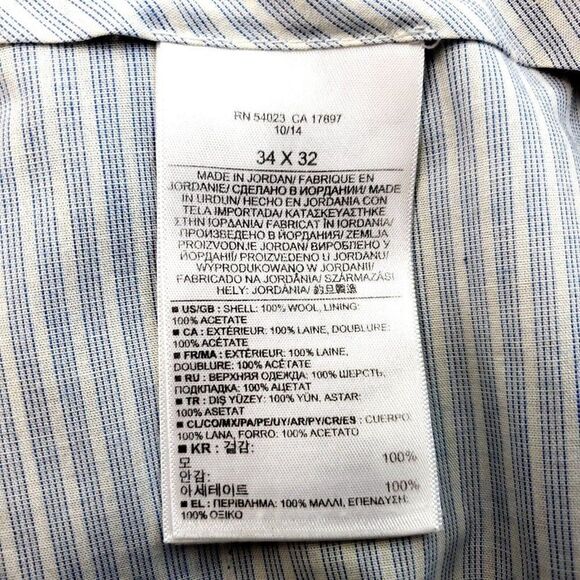 RN 54023 CA 17897
10/14
34 X 32
MADE IN JORDAN/ FABRIQUE EN
JORDANIE/ СДЕЛАНО В ИОРДАНИИ/ MADE
IN URDUN/ HECHO EN JORDANIA CON
TELA IMPORTADA/ ΚΑΤΑΣΚΕΥΑΣΤΗΚΕ
ΣΤΗΝ ΙΟΡΔΑΝΙΑ/ FABRICAT ÎN IORDANIA/
ПРОИЗВЕДЕНО В ЙОРДАНИЯ/ ZEMLJA
PROIZVODNJE JORDAN/ ВИРОБЛЕНО У
ЙОРДАНІЇ/ PROIZVEDENO U JORDANU/
WYPRODUKOWANO W JORDANII/
FABRICADO NA JORDÂNIA/ SZÁRMAZÁSI
HELY: JORDÁNIA/
■ US/GB : SHELL: 100% WOOL, LINING:
100% ACETATE
■ CA : EXTÉRIEUR: 100% LAINE, DOUBLURE:
100% ACÉTATE
■ FR/MA : EXTÉRIEUR: 100% LAINE,
DOUBLURE: 100% ACÉTATE
■ RU : ВЕРХНЯЯ ОДЕЖДА: 100% ШЕРСТЬ,
ПОДКЛАДКА: 100% АЦЕТАТ
■ TR : DIŞ YÜZEY: 100% YÜN, ASTAR:
100% ASETAT
■ CL/CO/MX/PA/PE/UY/AR/PY/CR/ES : CUERPO:
100% LANA, FORRO: 100% ACETATO
■ KR : 겉감:
모 100%
안감:
아세테이트 100%
■ EL : ΠΕΡΙΒΛΗΜΑ: 100% ΜΑΛΛΙ, ΕΠΕΝΔΥΣΗ:
100% ΟΞΙΚΟ